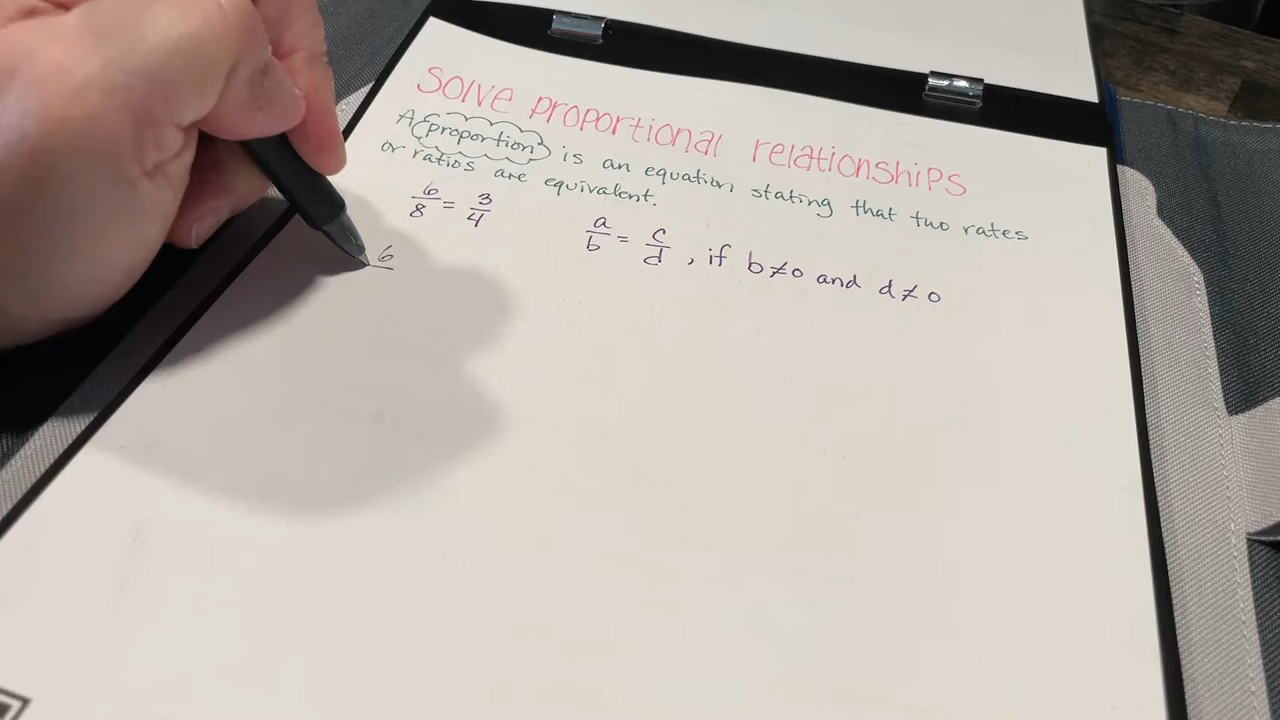 Solve proportional relationships
A proportion is an equation stating that two rates
or ratios are equivalent.
6/8 = 3/4
a/b = c/d, if b≠0 and d≠0
6